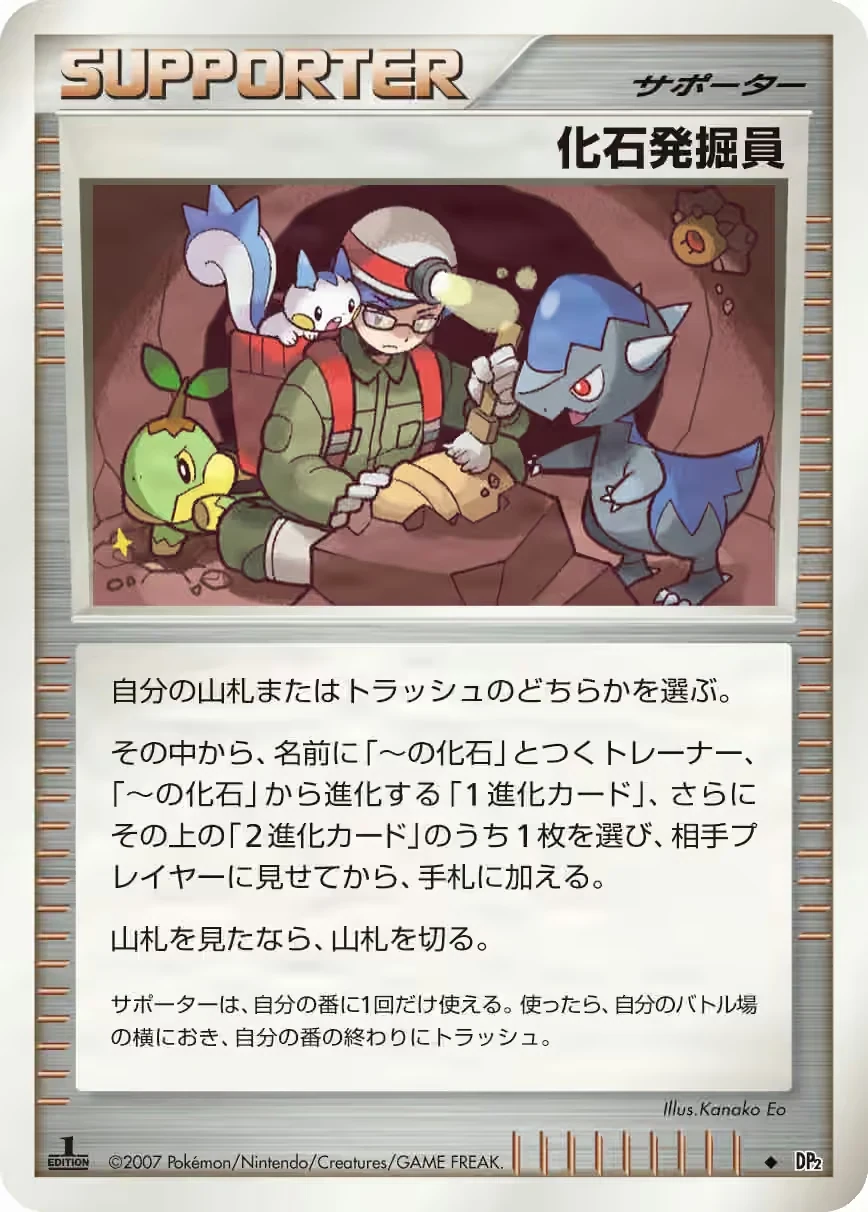 SUPPORTER
サポーター
化石発掘員
自分の山札またはトラッシュのどちらかを選ぶ。
その中から、名前に「～の化石」とつくトレーナー、
「～の化石」から進化する「1進化カード」、さらに
その上の「2進化カード」のうち1枚を選び、相手プ
レイヤーに見せてから、手札に加える。
山札を見たなら、山札を切る。
サポーターは、自分の番に1回だけ使える。使ったら、自分のバトル場
の横におき、自分の番の終わりにトラッシュ。
Illus.Kanako Eo
1 EDITION ©2007 Pokémon/Nintendo/Creatures/GAME FREAK. ◆ DP2